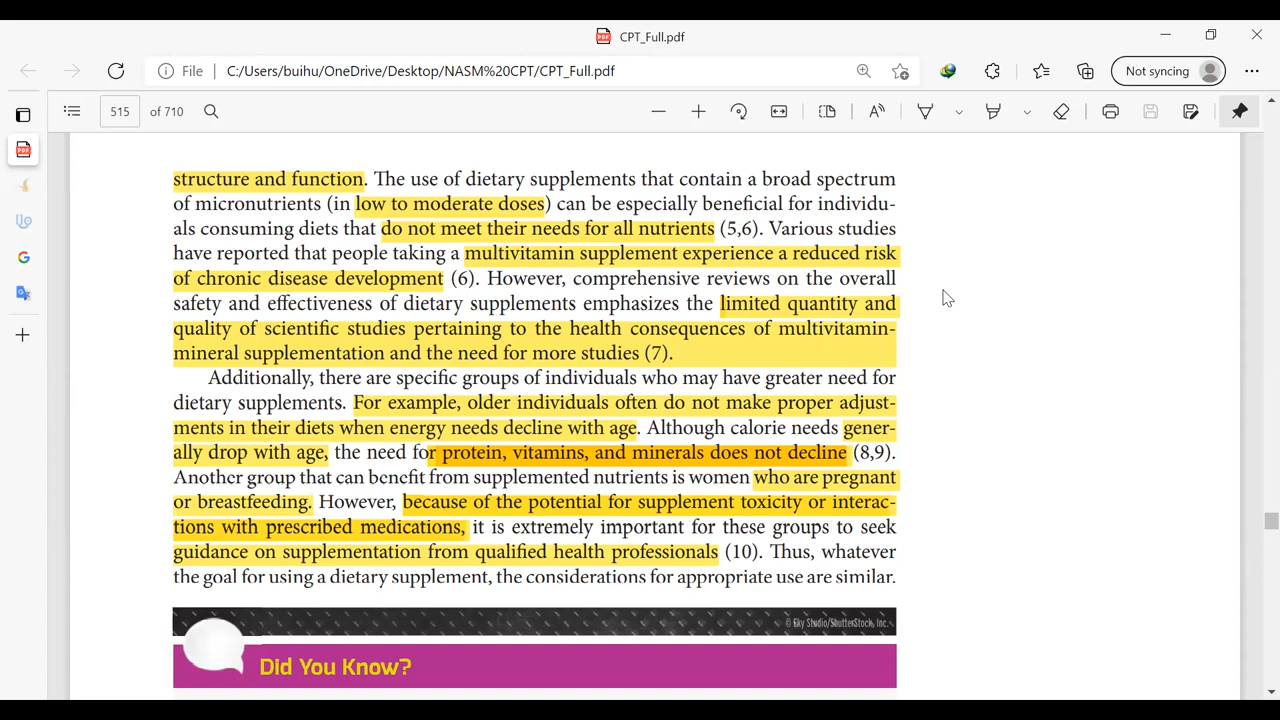 CPT_Full.pdf
File C:/Users/buihu/OneDrive/Desktop/NASM%20CPT/CPT_Full.pdf
Not syncing
515 of 710
structure and function. The use of dietary supplements that contain a broad spectrum
of micronutrients (in low to moderate doses) can be especially beneficial for individu-
als consuming diets that do not meet their needs for all nutrients (5,6). Various studies
have reported that people taking a multivitamin supplement experience a reduced risk
of chronic disease development (6). However, comprehensive reviews on the overall
safety and effectiveness of dietary supplements emphasizes the limited quantity and
quality of scientific studies pertaining to the health consequences of multivitamin-
mineral supplementation and the need for more studies (7).
Additionally, there are specific groups of individuals who may have greater need for
dietary supplements. For example, older individuals often do not make proper adjust-
ments in their diets when energy needs decline with age. Although calorie needs gener-
ally drop with age, the need for protein, vitamins, and minerals does not decline (8,9).
Another group that can benefit from supplemented nutrients is women who are pregnant
or breastfeeding. However, because of the potential for supplement toxicity or interac-
tions with prescribed medications, it is extremely important for these groups to seek
guidance on supplementation from qualified health professionals (10). Thus, whatever
the goal for using a dietary supplement, the considerations for appropriate use are similar.
© Sky Studio/ShutterStock, Inc.
Did You Know?